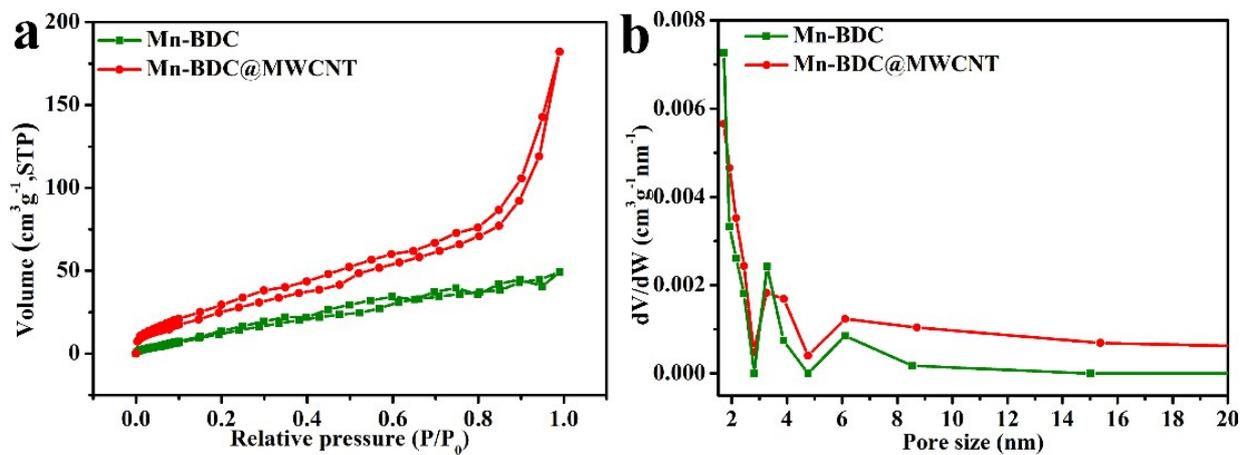 a
200
150
100
50
0
Volume (cm³g⁻¹,STP)
Mn-BDC
Mn-BDC@MWCNT
0.0 0.2 0.4 0.6 0.8 1.0
Relative pressure (P/P₀)
b
0.008
0.006
0.004
0.002
0.000
dV/dW (cm³g⁻¹nm⁻¹)
Mn-BDC
Mn-BDC@MWCNT
2 4 6 8 10 12 14 16 18 20
Pore size (nm)